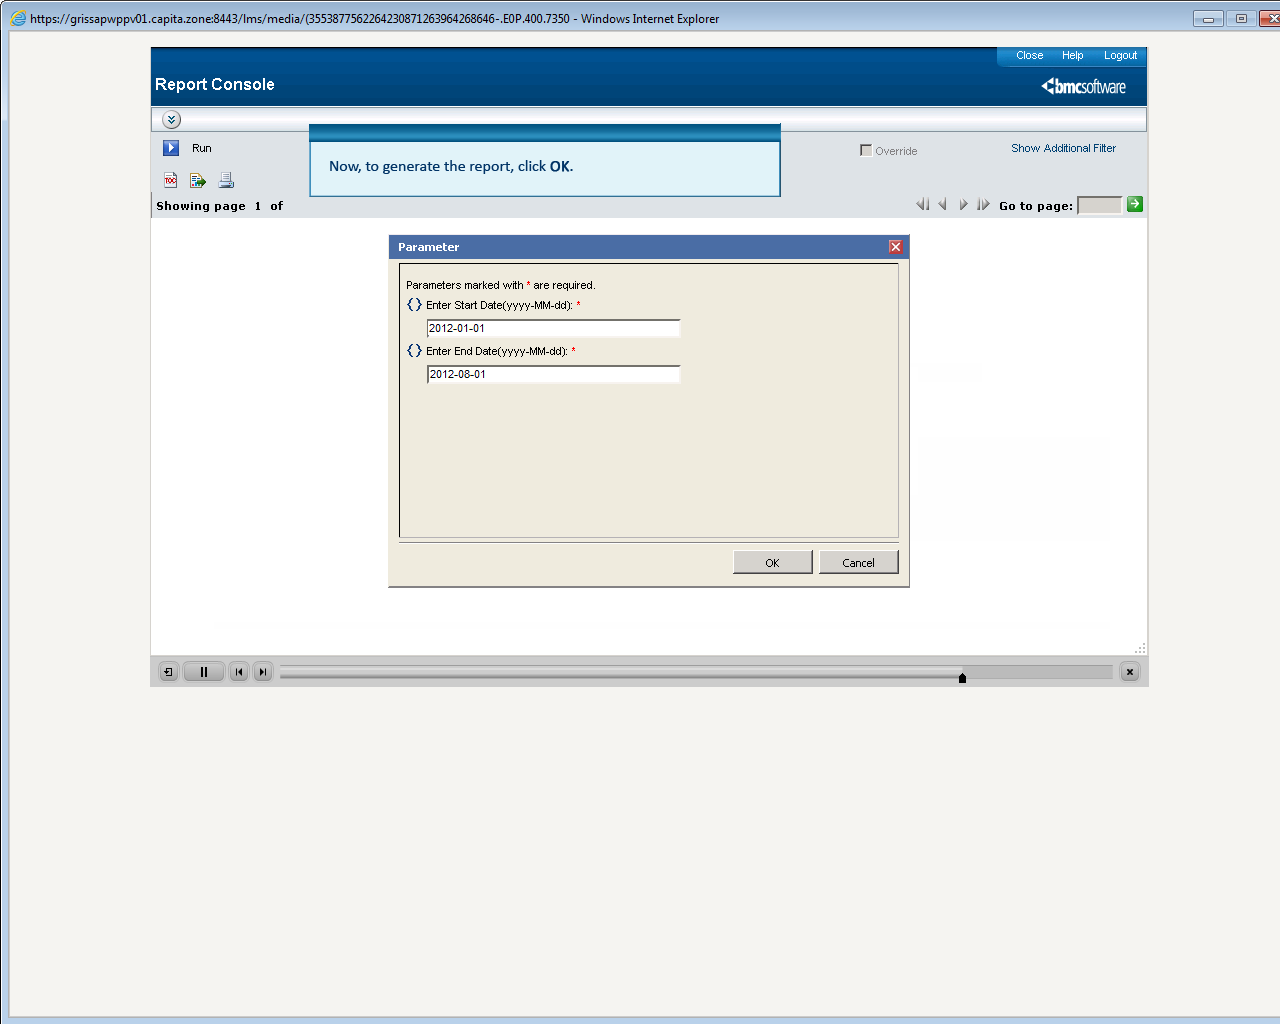 https://grissapwppv01.capita.zone:8443/lms/media/(3553877562264230871263964268646-.E0P.400.7350 - Windows Internet Explorer
Close Help Logout
Report Console
bmcsoftware
Run
Now, to generate the report, click OK.
Override
Show Additional Filter
TOC
Showing page 1 of
Go to page:
Parameter
Parameters marked with * are required.
{} Enter Start Date(yyyy-MM-dd): *
2012-01-01
{} Enter End Date(yyyy-MM-dd): *
2012-08-01
OK
Cancel